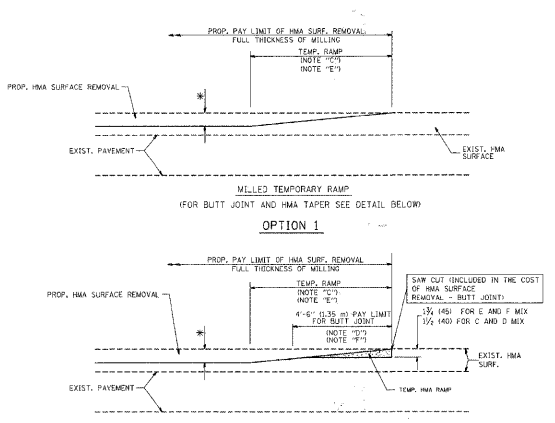 PROP. PAY LIMIT OF HMA SURF. REMOVAL
FULL THICKNESS OF MILLING
TEMP. RAMP
(NOTE "C")
(NOTE "E")
PROP. HMA SURFACE REMOVAL
*
EXIST. PAVEMENT
EXIST. HMA
SURFACE
MILLED TEMPORARY RAMP
(FOR BUTT JOINT AND HMA TAPER SEE DETAIL BELOW)
OPTION 1
PROP. PAY LIMIT OF HMA SURF. REMOVAL
FULL THICKNESS OF MILLING
TEMP. RAMP
(NOTE "C")
(NOTE "E")
SAW CUT (INCLUDED IN THE COST
OF HMA SURFACE
REMOVAL - BUTT JOINT)
PROP. HMA SURFACE REMOVAL
4'-6" (1.35 m) PAY LIMIT
FOR BUTT JOINT
(NOTE "D")
(NOTE "F")
1 3/4 (45) FOR E AND F MIX
1 1/2 (40) FOR C AND D MIX
*
EXIST. HMA
SURF.
EXIST. PAVEMENT
TEMP. HMA RAMP